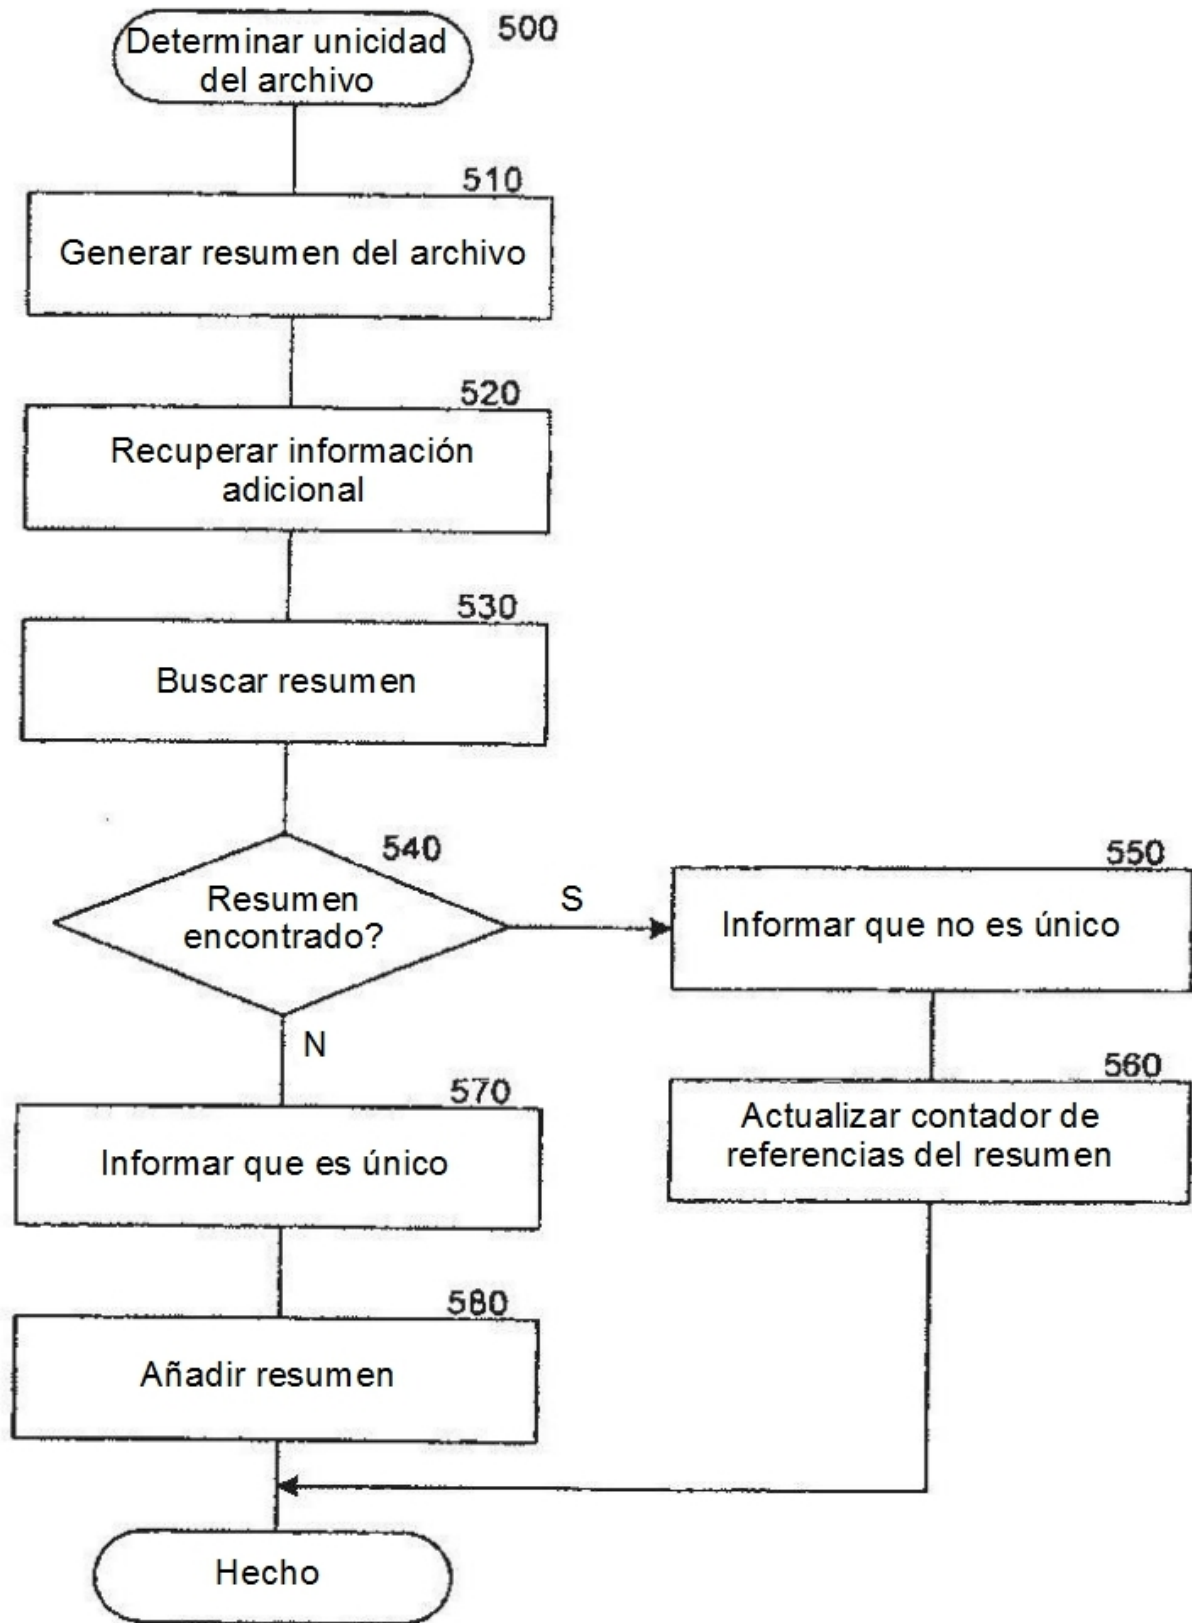 500
Determinar unicidad
del archivo
510
Generar resumen del archivo
520
Recuperar información
adicional
530
Buscar resumen
540
Resumen
encontrado?
S
550
Informar que no es único
N
560
Actualizar contador de
referencias del resumen
570
Informar que es único
580
Añadir resumen
Hecho